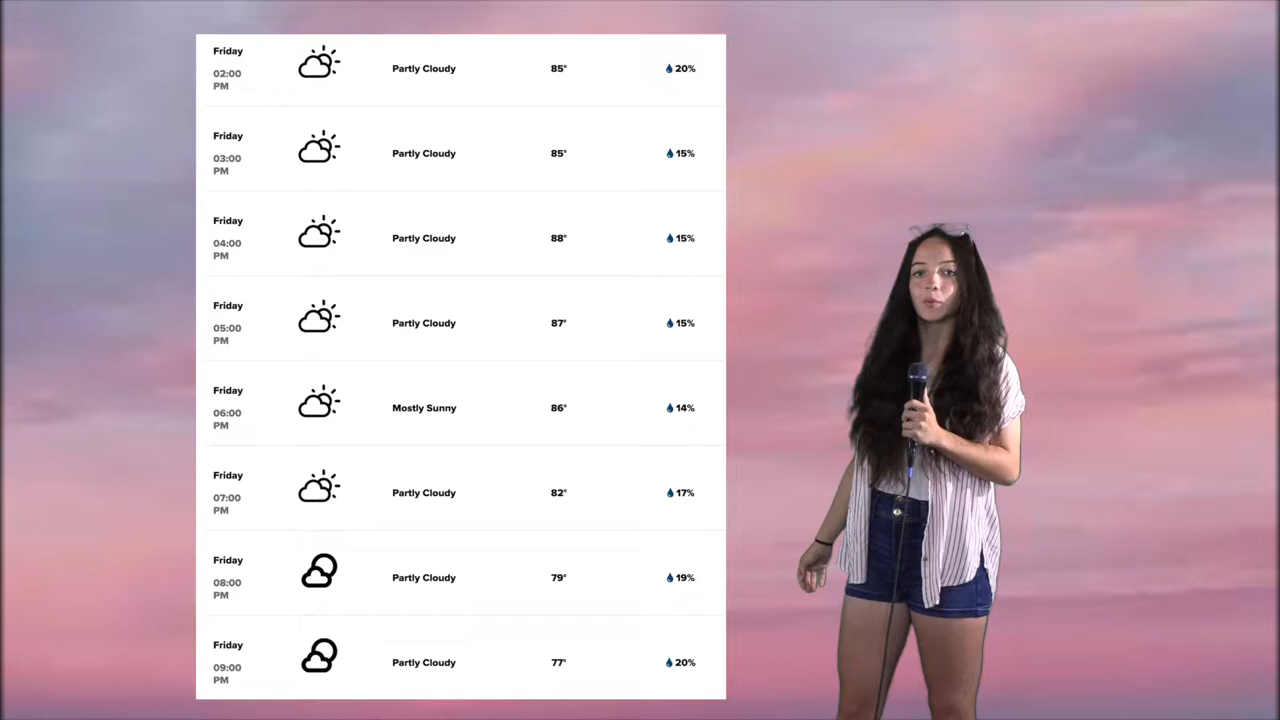 Friday
02:00
PM
Partly Cloudy
85°
20%
Friday
03:00
PM
Partly Cloudy
85°
15%
Friday
04:00
PM
Partly Cloudy
88°
15%
Friday
05:00
PM
Partly Cloudy
87°
15%
Friday
06:00
PM
Mostly Sunny
86°
14%
Friday
07:00
PM
Partly Cloudy
82°
17%
Friday
08:00
PM
Partly Cloudy
79°
19%
Friday
09:00
PM
Partly Cloudy
77°
20%